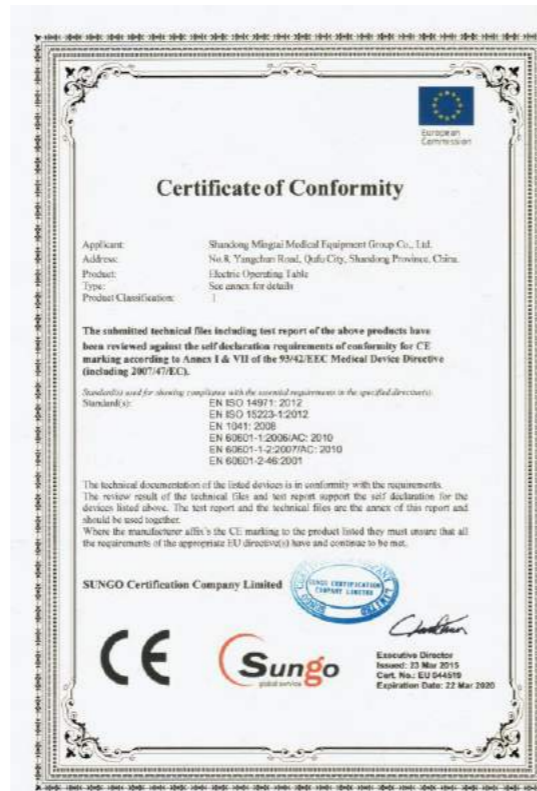 European
Commission
Certificate of Conformity
Applicant: Shandong Mingtai Medical Equipment Group Co., Ltd.
Address: No.8, Yangchun Road, Qufu City, Shandong Province, China.
Product: Electric Operating Table
Type: See annex for details
Product Classification: I
The submitted technical files including test report of the above products have
been reviewed against the self declaration requirements of conformity for CE
marking according to Annex I & VII of the 93/42/EEC Medical Device Directive
(including 2007/47/EC).
Standard(s) used for showing compliance with the essential requirements in the specified directive(s):
Standard(s): EN ISO 14971: 2012
EN ISO 15223-1:2012
EN 1041: 2008
EN 60601-1:2006/AC: 2010
EN 60601-1-2:2007/AC: 2010
EN 60601-2-46:2001
The technical documentation of the listed devices is in conformity with the requirements.
The review result of the technical files and test report support the self declaration for the
devices listed above. The test report and the technical files are the annex of this report and
should be used together.
Where the manufacturer affix's the CE marking to the product listed they must ensure that all
the requirements of the appropriate EU directive(s) have and continue to be met.
SUNGO Certification Company Limited
SUNGO CERTIFICATION
COMPANY LIMITED
CE
Sungo
global service
Executive Director
Issued: 23 Mar 2015
Cert. No.: EU 044519
Expiration Date: 22 Mar 2020